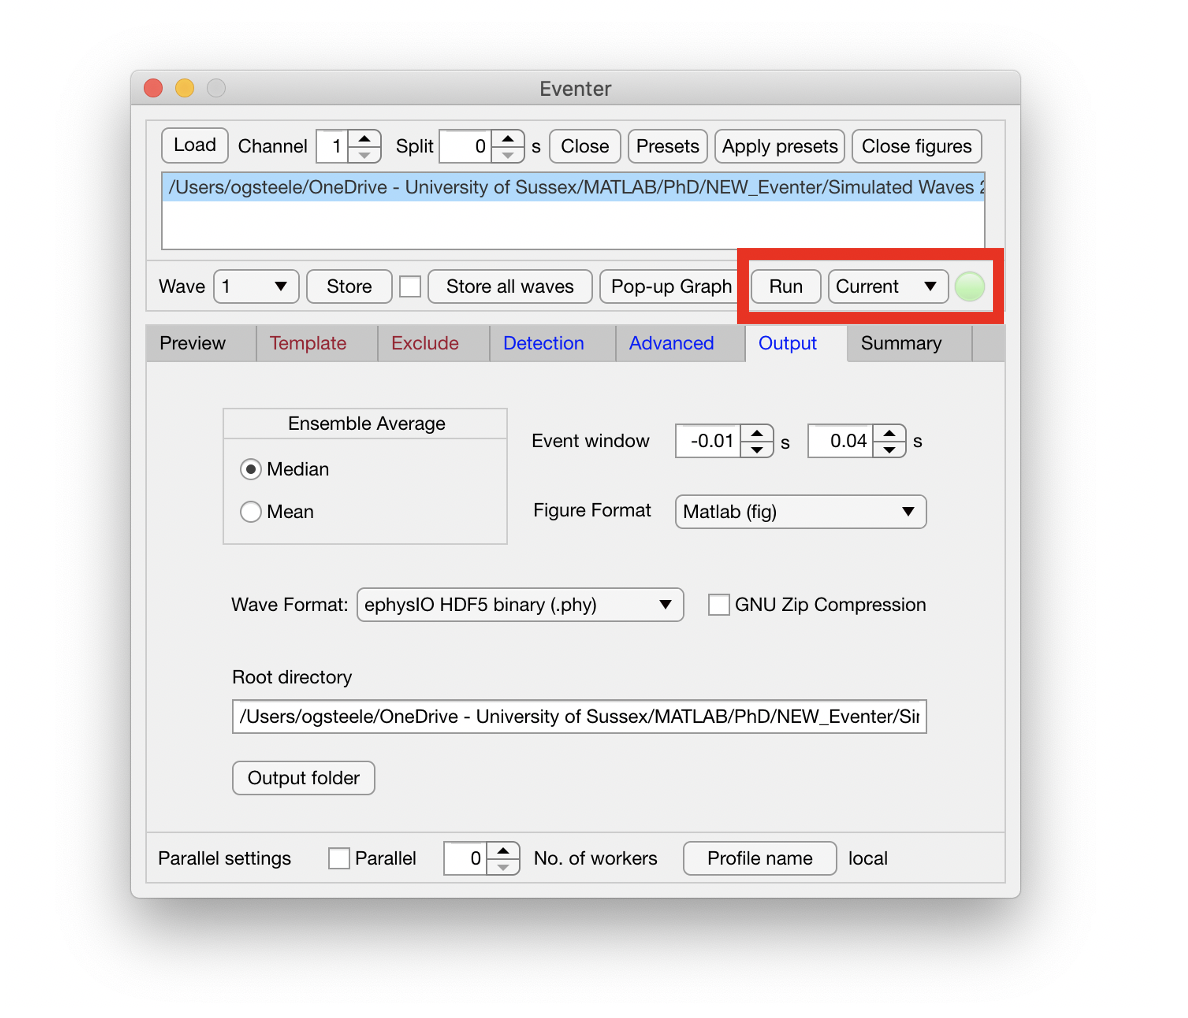 Eventer
Load Channel 1 Split 0 s Close Presets Apply presets Close figures
/Users/ogsteele/OneDrive - University of Sussex/MATLAB/PhD/NEW_Eventer/Simulated Waves 2
Wave 1 Store Store all waves Pop-up Graph Run Current
Preview Template Exclude Detection Advanced Output Summary
Ensemble Average
Median
Mean
Event window -0.01 s 0.04 s
Figure Format Matlab (fig)
Wave Format: ephysIO HDF5 binary (.phy) GNU Zip Compression
Root directory
/Users/ogsteele/OneDrive - University of Sussex/MATLAB/PhD/NEW_Eventer/Si
Output folder
Parallel settings Parallel 0 No. of workers Profile name local